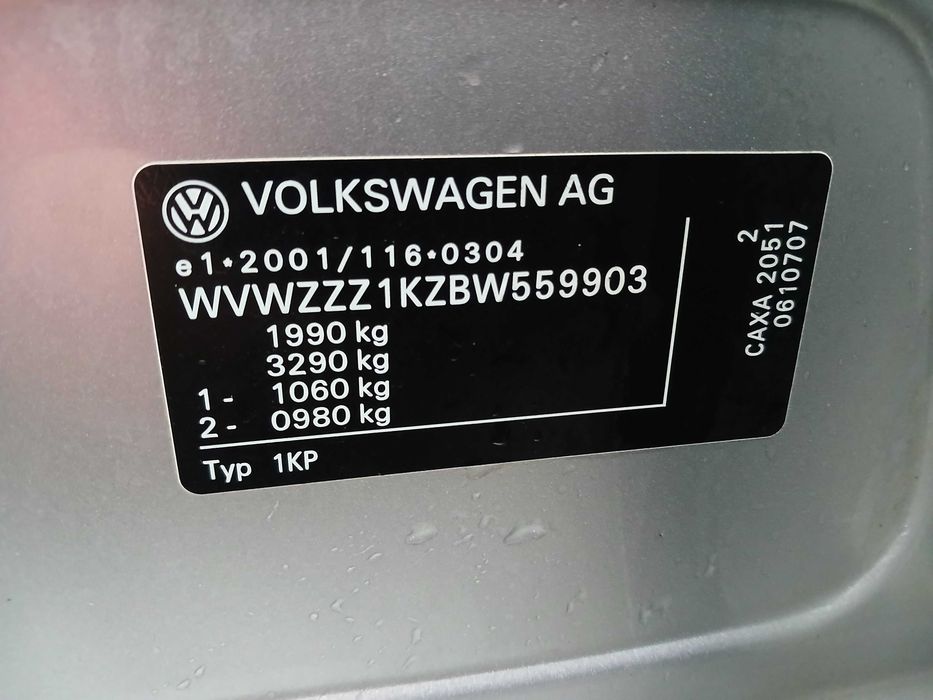 VOLKSWAGEN AG
e1*2001/116*0304
WVWZZZ1KZBW559903
1990 kg
3290 kg
1- 1060 kg
2- 0980 kg
Typ 1KP
2
CAXA 2051
0610707